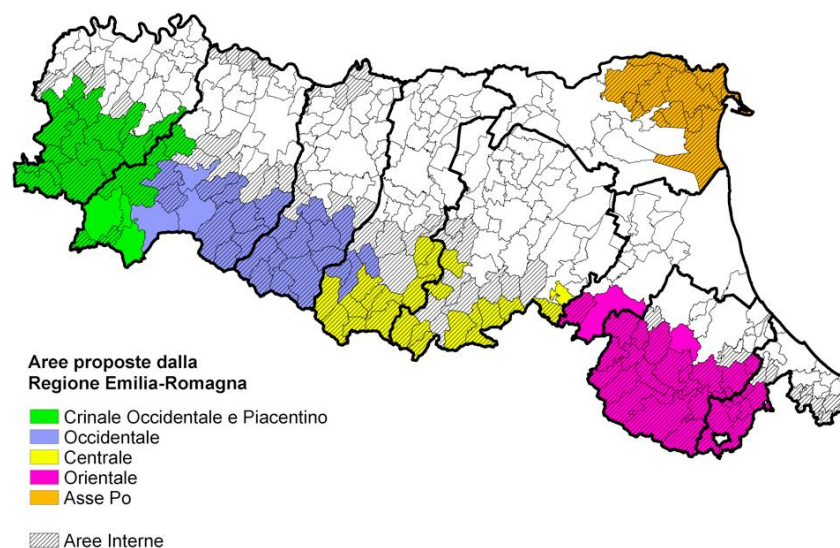 Aree proposte dalla
Regione Emilia-Romagna
Crinale Occidentale e Piacentino
Occidentale
Centrale
Orientale
Asse Po
Aree Interne